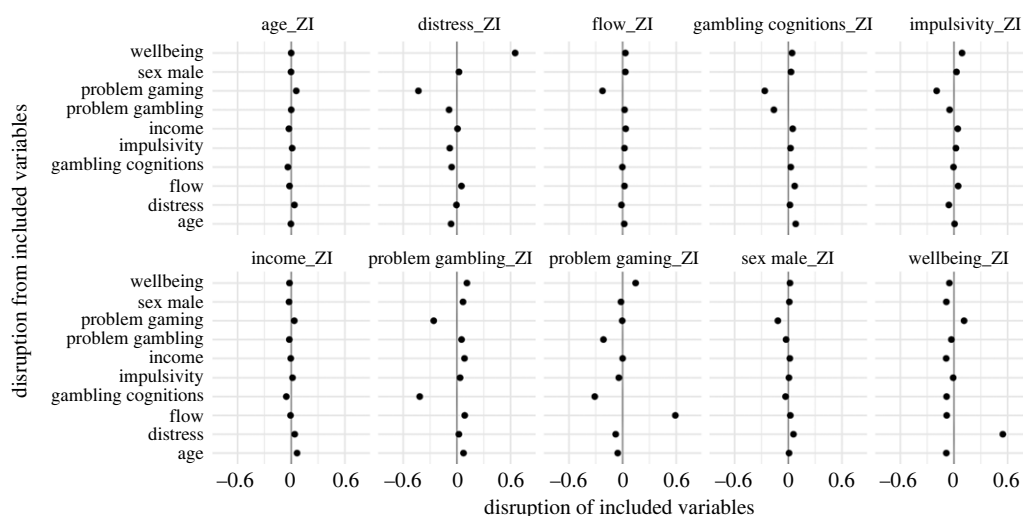 age_ZI distress_ZI flow_ZI gambling cognitions_ZI impulsivity_ZI
wellbeing
sex male
problem gaming
problem gambling
income
impulsivity
gambling cognitions
flow
distress
age
income_ZI problem gambling_ZI problem gaming_ZI sex male_ZI wellbeing_ZI
wellbeing
sex male
problem gaming
problem gambling
income
impulsivity
gambling cognitions
flow
distress
age
–0.6 0 0.6 –0.6 0 0.6 –0.6 0 0.6 –0.6 0 0.6 –0.6 0 0.6
disruption of included variables
disruption from included variables